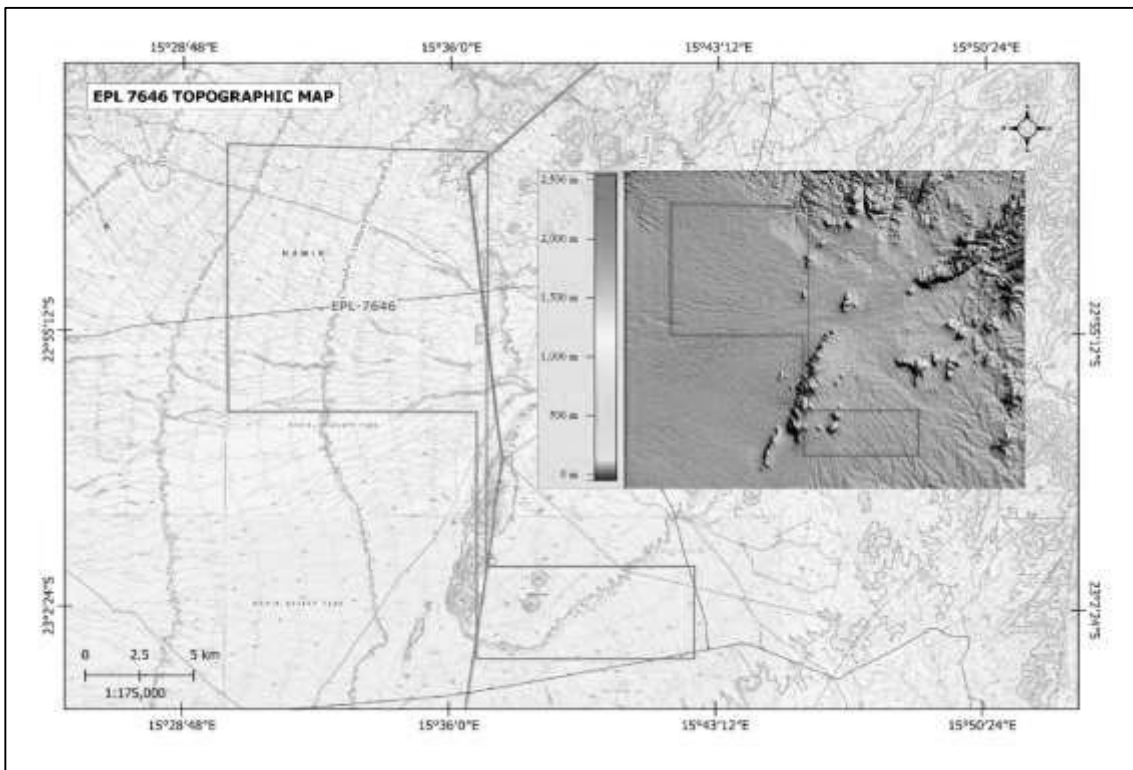 15°28'48"E 15°36'0"E 15°43'12"E 15°50'24"E
EPL 7646 TOPOGRAPHIC MAP
2,500 m
2,000 m
1,500 m
1,000 m
500 m
0 m
NAMIB
EPL-7646
22°55'12"S 22°55'12"S
23°2'24"S 23°2'24"S
0 2.5 5 km
1:175,000
15°28'48"E 15°36'0"E 15°43'12"E 15°50'24"E